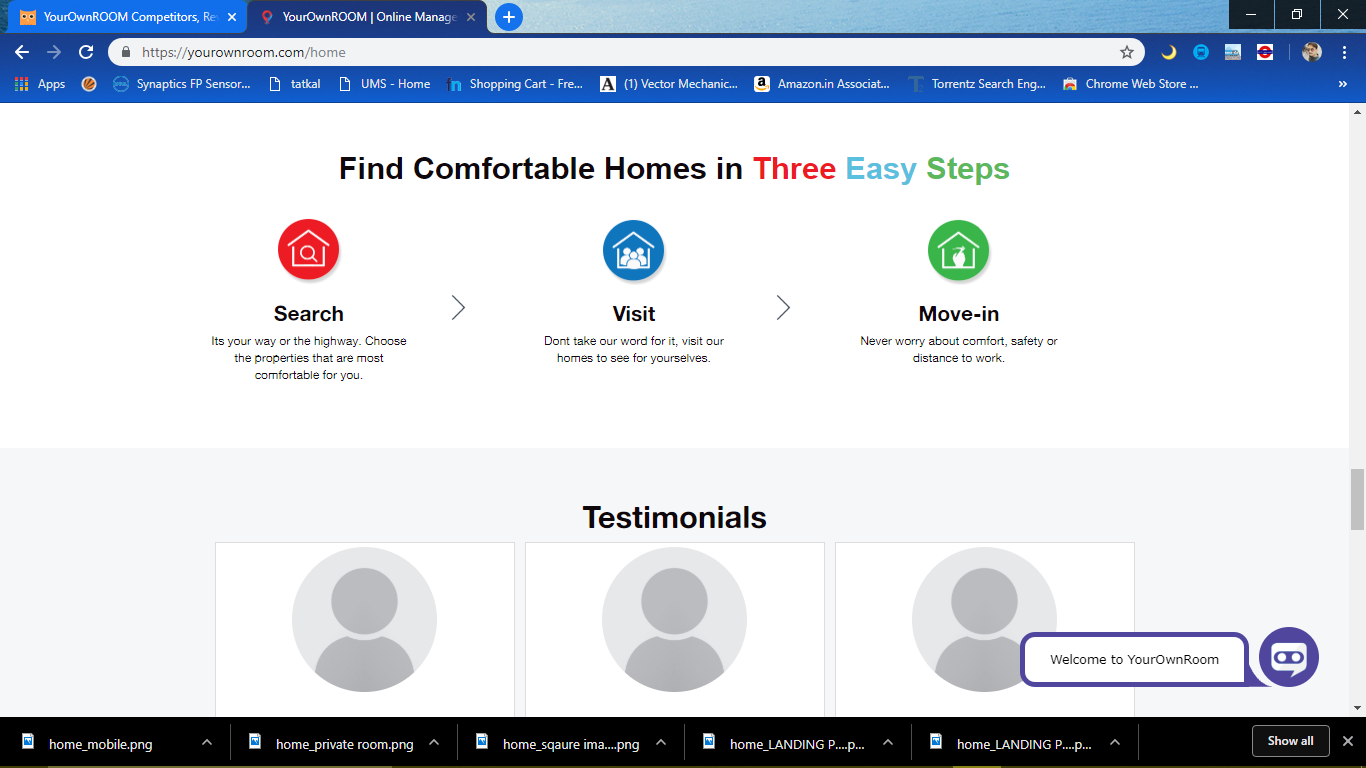 YourOwnROOM Competitors, Re
YourOwnROOM | Online Manage
https://yourownroom.com/home
Apps
Synaptics FP Sensor...
tatkal
UMS - Home
Shopping Cart - Fre...
(1) Vector Mechanic...
Amazon.in Associat...
Torrentz Search Eng...
Chrome Web Store ...
Find Comfortable Homes in Three Easy Steps
Search
Its your way or the highway. Choose
the properties that are most
comfortable for you.
Visit
Dont take our word for it, visit our
homes to see for yourselves.
Move-in
Never worry about comfort, safety or
distance to work.
Testimonials
Welcome to YourOwnRoom
home_mobile.png
home_private room.png
home_sqaure ima....png
home_LANDING P....p...
home_LANDING P....p...
Show all